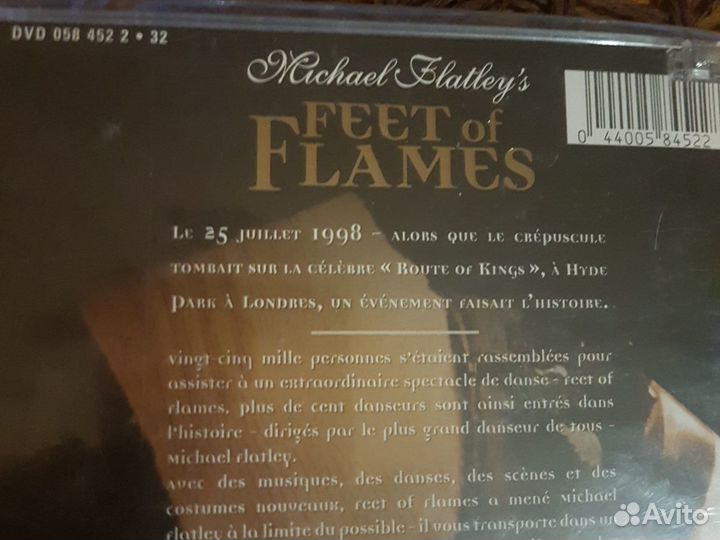 DVD 058 452 2 • 32
Michael Flatley's
FEET of
FLAMES
0 44005 84522
Le 25 juillet 1998 – alors que le crépuscule
tombait sur la célèbre « Route of Kings », à Hyde
Park à Londres, un événement faisait l'histoire.
vingt-cinq mille personnes s'étaient rassemblées pour
assister à un extraordinaire spectacle de danse - feet of
flames, plus de cent danseurs sont ainsi entrés dans
l'histoire - dirigés par le plus grand danseur de tous -
Michael flatley.
Avec des musiques, des danses, des scènes et des
costumes nouveaux, feet of flames a mené Michael
flatley à la limite du possible - il vous transporte dans un
Avito